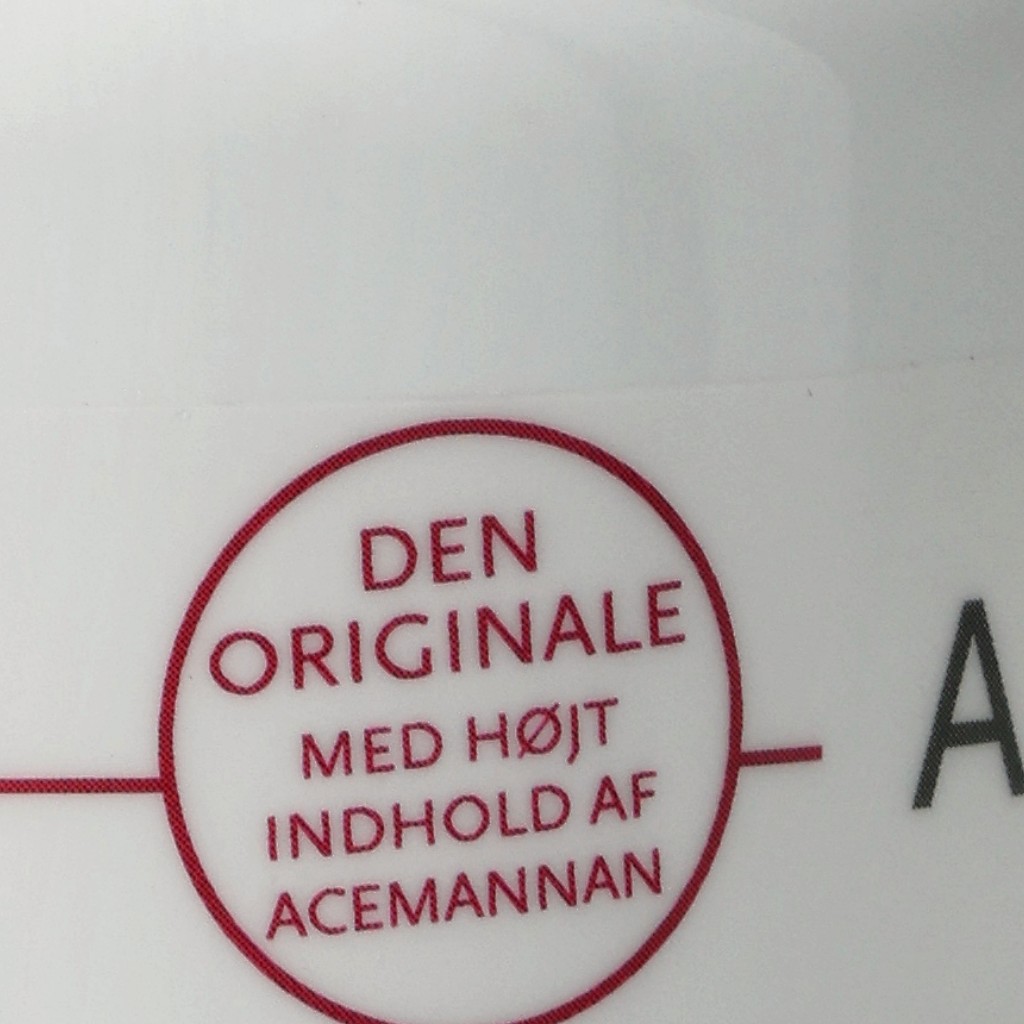 DEN
ORIGINALE
MED HØJT
INDHOLD AF
ACEMANNAN
A